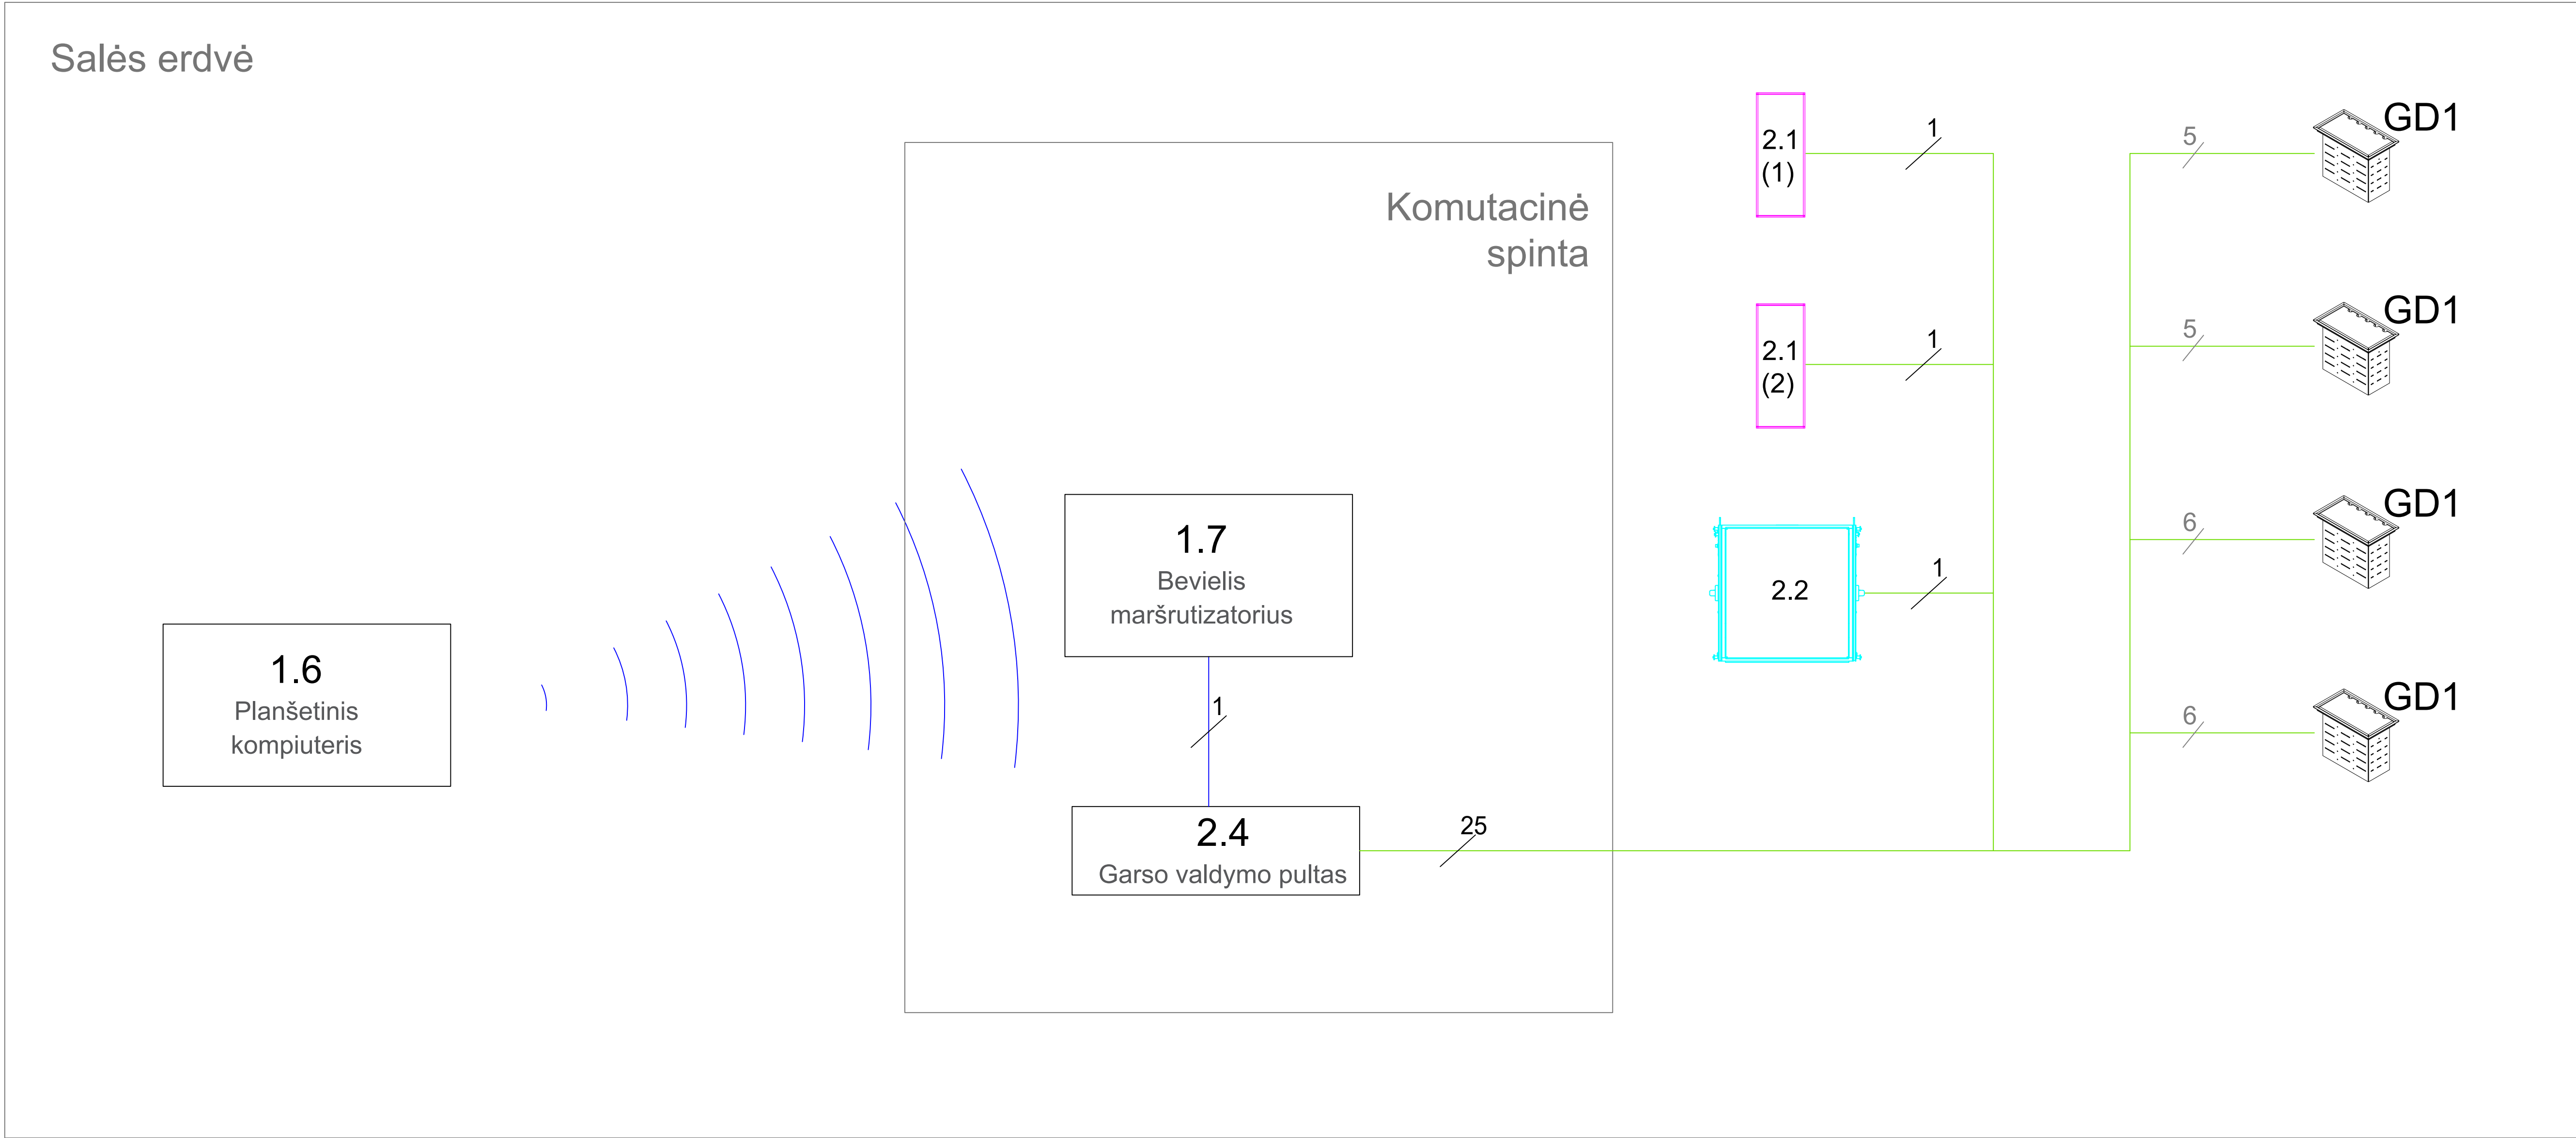 Salės erdvė
Komutacinė
spinta
1.6
Planšetinis
kompiuteris
1.7
Bevielis
maršrutizatorius
1
2.4
Garso valdymo pultas
25
2.1
(1)
1
2.1
(2)
1
2.2
1
5
GD1
5
GD1
6
GD1
6
GD1